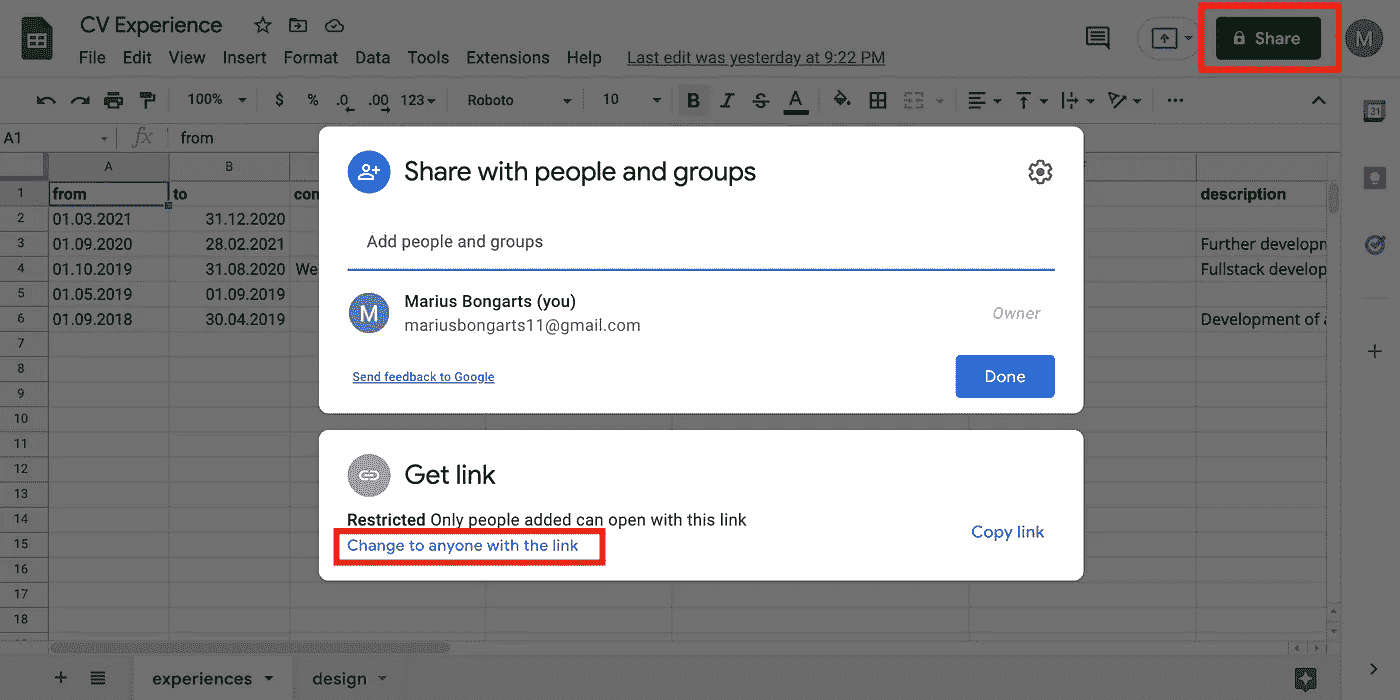 CV Experience
File Edit View Insert Format Data Tools Extensions Help Last edit was yesterday at 9:22 PM
Share
M
100% $ % .0 .00 123 Roboto 10 B I S A
A1 fx from
A B
1 from to con description
2 01.03.2021 31.12.2020
3 01.09.2020 28.02.2021 Further developn
4 01.10.2019 31.08.2020 We Fullstack develop
5 01.05.2019 01.09.2019
6 01.09.2018 30.04.2019 Development of a
7
8
9
10
11
12
13
14
15
16
17
18
31
Share with people and groups
Add people and groups
M
Marius Bongarts (you)
mariusbongarts11@gmail.com
Owner
Send feedback to Google
Done
Get link
Restricted Only people added can open with this link
Change to anyone with the link
Copy link
experiences design